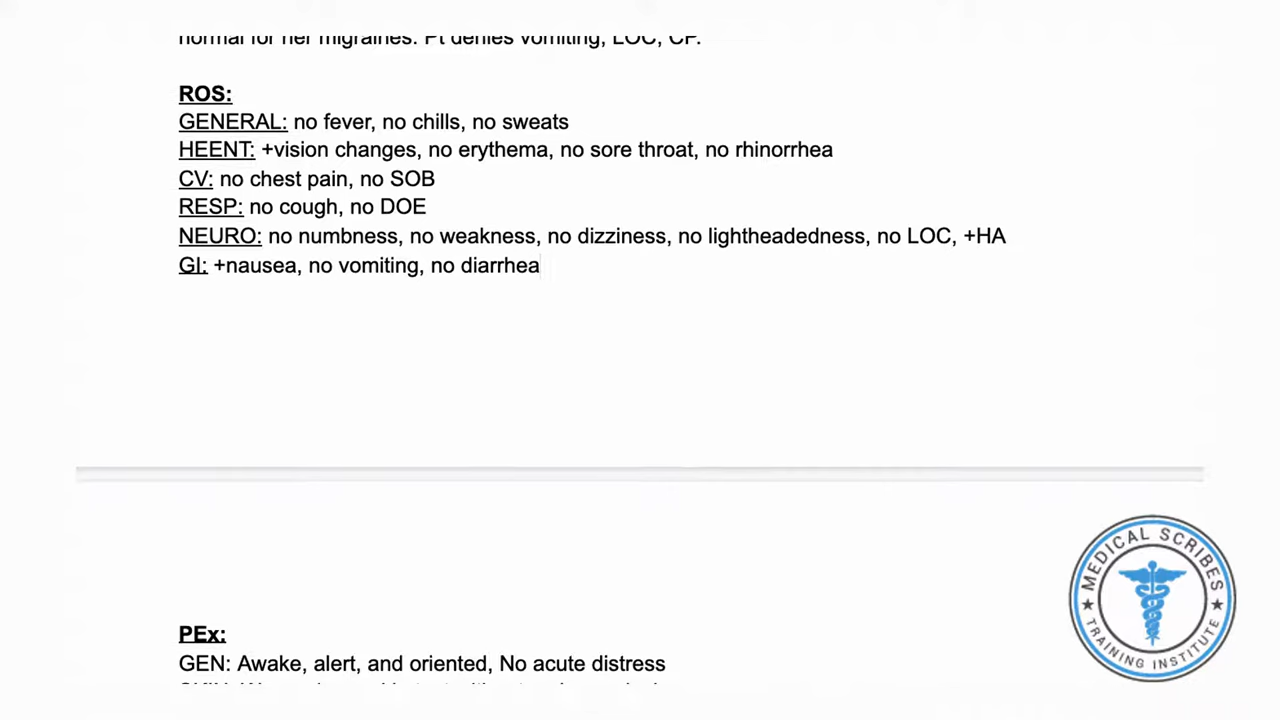 normal for her migraines. Pt denies vomiting, LOC, CP.
ROS:
GENERAL: no fever, no chills, no sweats
HEENT: +vision changes, no erythema, no sore throat, no rhinorrhea
CV: no chest pain, no SOB
RESP: no cough, no DOE
NEURO: no numbness, no weakness, no dizziness, no lightheadedness, no LOC, +HA
GI: +nausea, no vomiting, no diarrhea
MEDICAL SCRIBES
TRAINING INSTITUTE
PEx:
GEN: Awake, alert, and oriented, No acute distress